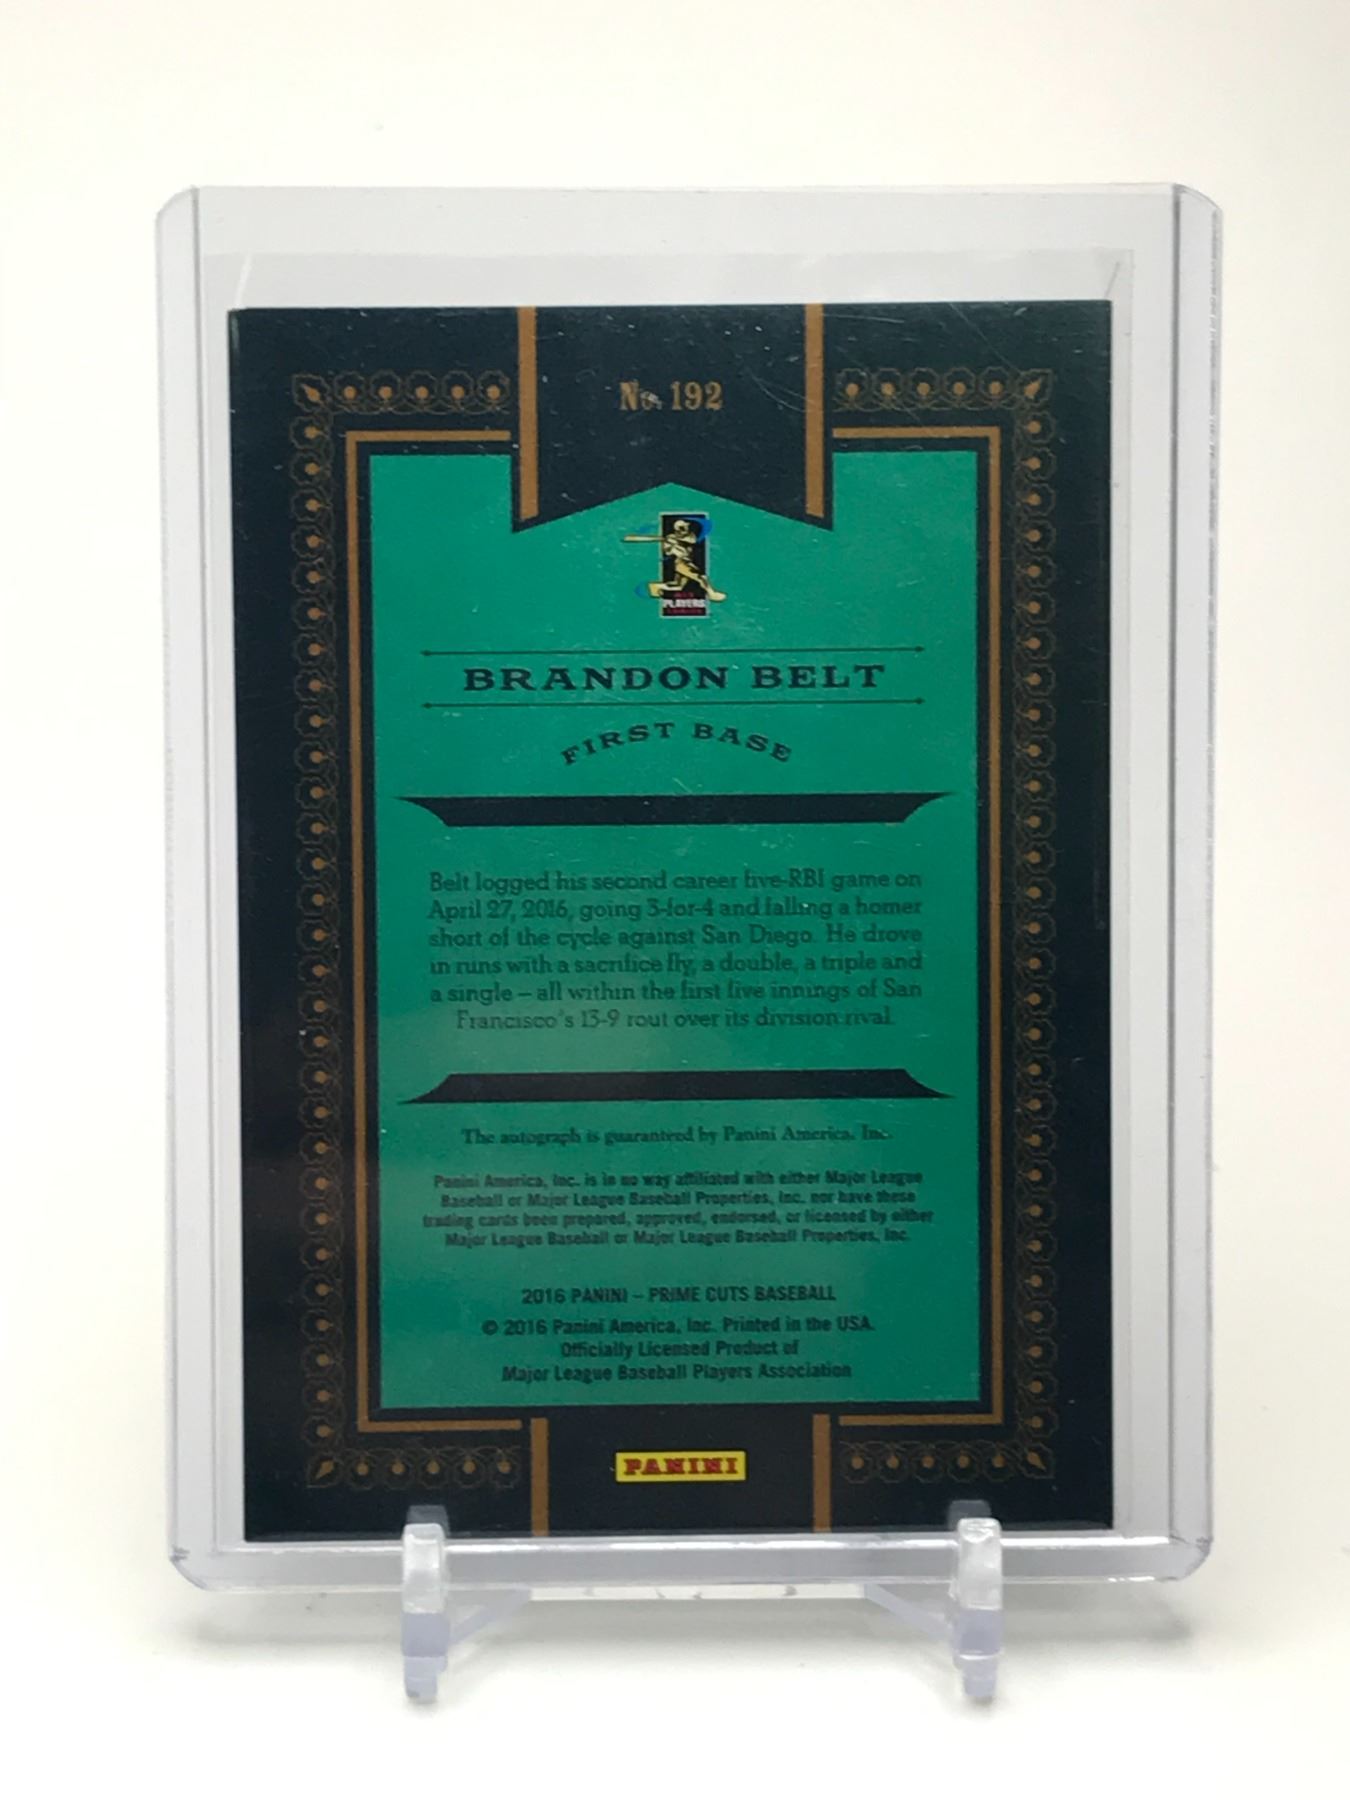 No. 192
PLAYERS
BRANDON BELT
FIRST BASE
Belt logged his second career five-RBI game on
April 27, 2016, going 3-for-4 and falling a homer
short of the cycle against San Diego. He drove
in runs with a sacrifice fly, a double, a triple and
a single – all within the first five innings of San
Francisco's 13-9 rout over its division rival.
The autograph is guaranteed by Panini America, Inc.
Panini America, Inc. is in no way affiliated with either Major League
Baseball or Major League Baseball Properties, Inc. nor have these
trading cards been prepared, approved, endorsed, or licensed by either
Major League Baseball or Major League Baseball Properties, Inc.
2016 PANINI – PRIME CUTS BASEBALL
© 2016 Panini America, Inc. Printed in the USA.
Officially Licensed Product of
Major League Baseball Players Association
PANINI